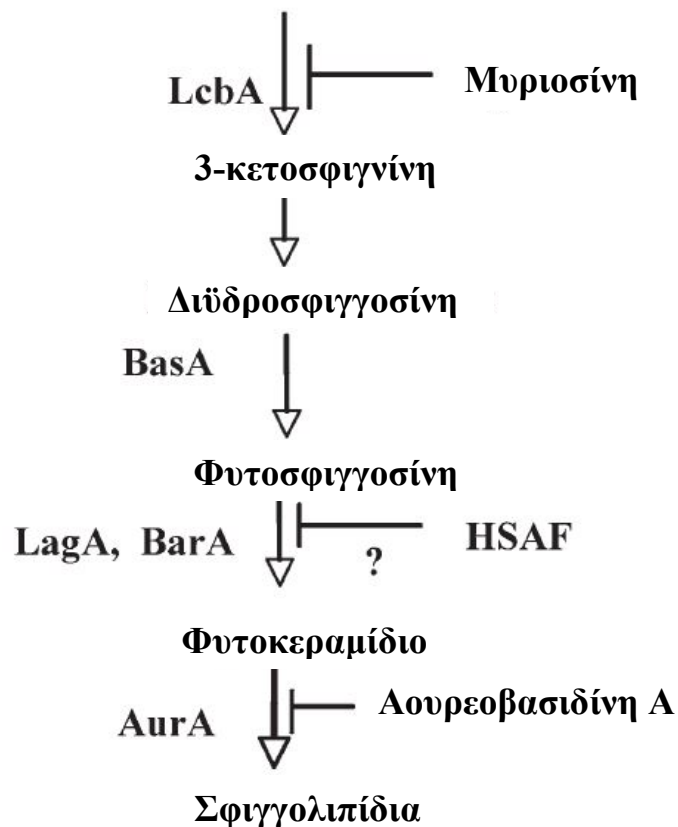 LcbA
Μυριοσίνη
3-κετοσφιγνίνη
Διϋδροσφιγγοσίνη
BasA
Φυτοσφιγγοσίνη
LagA, BarA
HSAF
?
Φυτοκεραμίδιο
Αουρεοβασιδίνη Α
AurA
Σφιγγολιπίδια